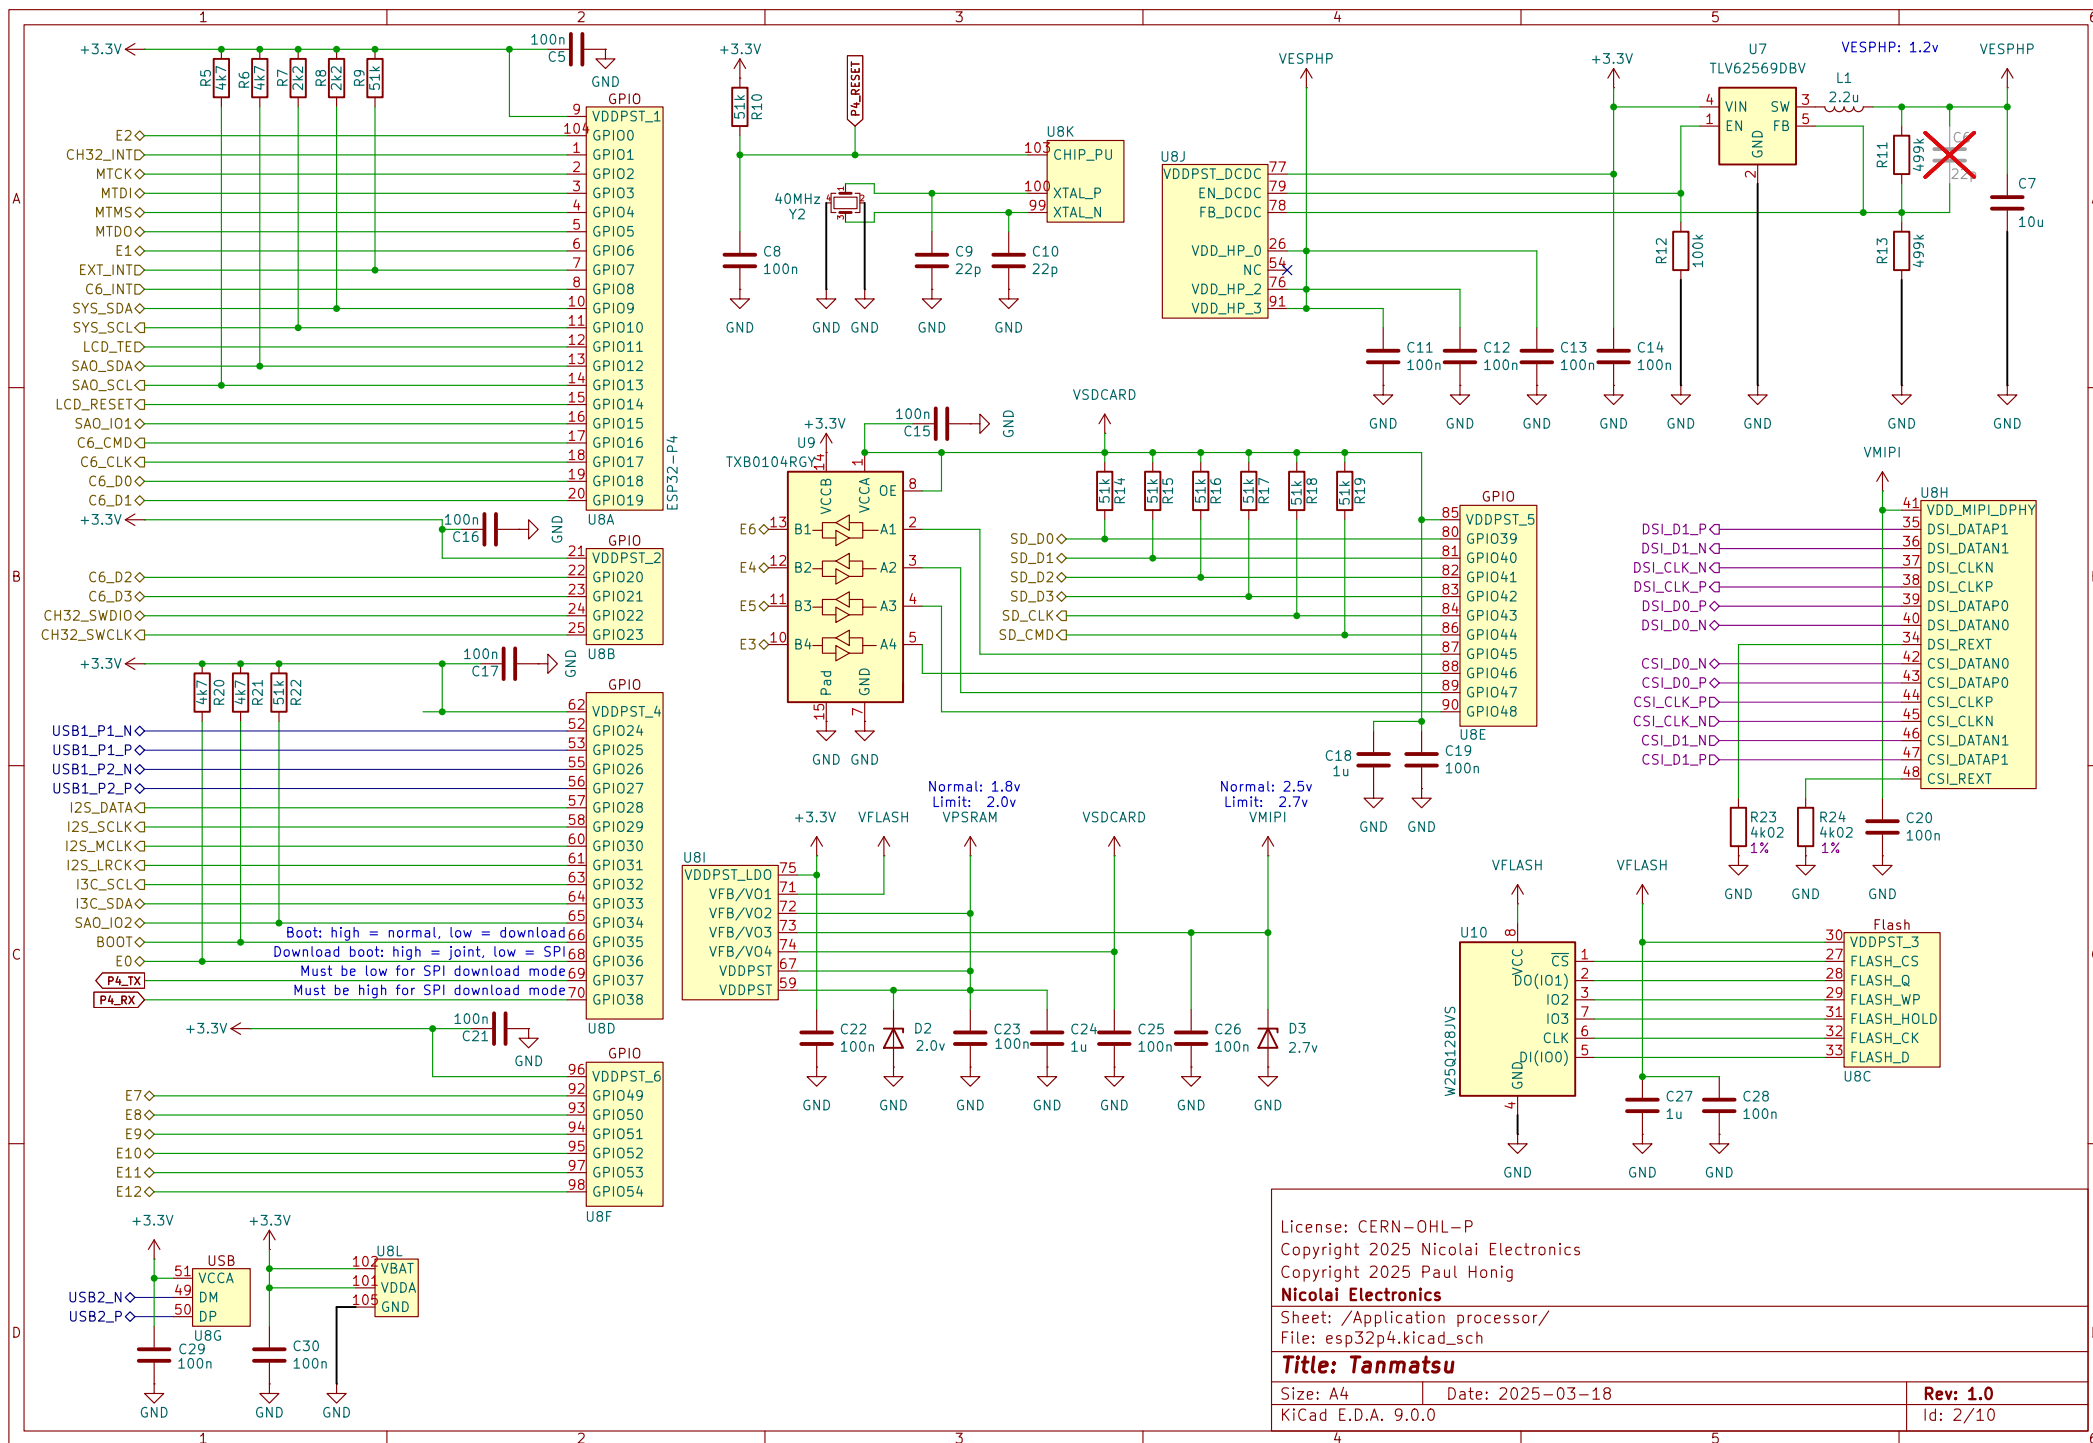 1 2 3 4 5 6
A
B
C
D
+3.3V
100n
C5
GND
R5 4k7
R6 4k7
R7 2k2
R8 2k2
R9 51k
GPIO
9 VDDPST_1
E2 104 GPIO0
CH32_INT 1 GPIO1
MTCK 2 GPIO2
MTDI 3 GPIO3
MTMS 4 GPIO4
MTDO 5 GPIO5
E1 6 GPIO6
EXT_INT 7 GPIO7
C6_INT 8 GPIO8
SYS_SDA 10 GPIO9
SYS_SCL 11 GPIO10
LCD_TE 12 GPIO11
SAO_SDA 13 GPIO12
SAO_SCL 14 GPIO13
LCD_RESET 15 GPIO14
SAO_IO1 16 GPIO15
C6_CMD 17 GPIO16
C6_CLK 18 GPIO17
C6_D0 19 GPIO18
C6_D1 20 GPIO19
ESP32-P4
U8A
+3.3V
100n
C16
GND
GPIO
21 VDDPST_2
C6_D2 22 GPIO20
C6_D3 23 GPIO21
CH32_SWDIO 24 GPIO22
CH32_SWCLK 25 GPIO23
U8B
+3.3V
100n
C17
GND
4k7 R20
4k7 R21
51k R22
GPIO
62 VDDPST_4
USB1_P1_N 52 GPIO24
USB1_P1_P 53 GPIO25
USB1_P2_N 55 GPIO26
USB1_P2_P 56 GPIO27
I2S_DATA 57 GPIO28
I2S_SCLK 58 GPIO29
I2S_MCLK 60 GPIO30
I2S_LRCK 61 GPIO31
I3C_SCL 63 GPIO32
I3C_SDA 64 GPIO33
SAO_IO2 65 GPIO34
Boot: high = normal, low = download
BOOT 66 GPIO35
Download boot: high = joint, low = SPI
E0 68 GPIO36
Must be low for SPI download mode
P4_TX 69 GPIO37
Must be high for SPI download mode
P4_RX 70 GPIO38
U8D
+3.3V
100n
C21
GND
GPIO
96 VDDPST_6
E7 92 GPIO49
E8 93 GPIO50
E9 94 GPIO51
E10 95 GPIO52
E11 97 GPIO53
E12 98 GPIO54
U8F
+3.3V
USB
51 VCCA
USB2_N 49 DM
USB2_P 50 DP
U8G
C29
100n
GND
+3.3V
U8L
102 VBAT
101 VDDA
105 GND
C30
100n
GND
GND
+3.3V
51k R10
P4_RESET
U8K
103 CHIP_PU
100 XTAL_P
99 XTAL_N
40MHz
Y2
1
2
3
4
C8
100n
C9
22p
C10
22p
GND
GND
GND
GND
GND
VESPHP
U8J
VDDPST_DCDC 77
EN_DCDC 79
FB_DCDC 78
VDD_HP_0 26
NC 54
VDD_HP_2 76
VDD_HP_3 91
C11
100n
C12
100n
C13
100n
C14
100n
GND
GND
GND
GND
+3.3V
U7
TLV62569DBV
4 VIN SW 3
1 EN FB 5
GND
2
VESPHP: 1.2v
VESPHP
L1
2.2u
R11 499k
C6
22p
C7
10u
R12 100k
R13 499k
GND
GND
GND
GND
+3.3V
U9
TXB0104RGY
100n
C15
GND
14 VCCB
1 VCCA
OE 8
E6 13 B1 A1 2
E4 12 B2 A2 3
E5 11 B3 A3 4
E3 10 B4 A4 5
Pad 15
GND 7
GND
GND
VSDCARD
51k R14
51k R15
51k R16
51k R17
51k R18
51k R19
GPIO
85 VDDPST_5
SD_D0 80 GPIO39
SD_D1 81 GPIO40
SD_D2 82 GPIO41
SD_D3 83 GPIO42
SD_CLK 84 GPIO43
SD_CMD 86 GPIO44
87 GPIO45
88 GPIO46
89 GPIO47
90 GPIO48
U8E
C18
1u
C19
100n
GND
GND
VMIPI
U8H
41 VDD_MIPI_DPHY
DSI_D1_P 35 DSI_DATAP1
DSI_D1_N 36 DSI_DATAN1
DSI_CLK_N 37 DSI_CLKN
DSI_CLK_P 38 DSI_CLKP
DSI_D0_P 39 DSI_DATAP0
DSI_D0_N 40 DSI_DATAN0
34 DSI_REXT
CSI_D0_N 42 CSI_DATAN0
CSI_D0_P 43 CSI_DATAP0
CSI_CLK_P 44 CSI_CLKP
CSI_CLK_N 45 CSI_CLKN
CSI_D1_N 46 CSI_DATAN1
CSI_D1_P 47 CSI_DATAP1
48 CSI_REXT
R23
4k02
1%
R24
4k02
1%
C20
100n
GND
GND
GND
Normal: 1.8v
Limit: 2.0v
Normal: 2.5v
Limit: 2.7v
+3.3V
VFLASH
VPSRAM
VSDCARD
VMIPI
U8I
VDDPST_LDO 75
VFB/VO1 71
VFB/VO2 72
VFB/VO3 73
VFB/VO4 74
VDDPST 67
VDDPST 59
C22
100n
D2
2.0v
C23
100n
C24
1u
C25
100n
C26
100n
D3
2.7v
GND
GND
GND
GND
GND
GND
GND
VFLASH
VFLASH
U10
W25Q128JVS
8 VCC
CS 1
DO(IO1) 2
IO2 3
IO3 7
CLK 6
DI(IO0) 5
GND 4
GND
Flash
30 VDDPST_3
27 FLASH_CS
28 FLASH_Q
29 FLASH_WP
31 FLASH_HOLD
32 FLASH_CK
33 FLASH_D
U8C
C27
1u
C28
100n
GND
GND
License: CERN-OHL-P
Copyright 2025 Nicolai Electronics
Copyright 2025 Paul Honig
Nicolai Electronics
Sheet: /Application processor/
File: esp32p4.kicad_sch
Title: Tanmatsu
Size: A4
Date: 2025-03-18
Rev: 1.0
KiCad E.D.A. 9.0.0
Id: 2/10
1 2 3 4 5 6